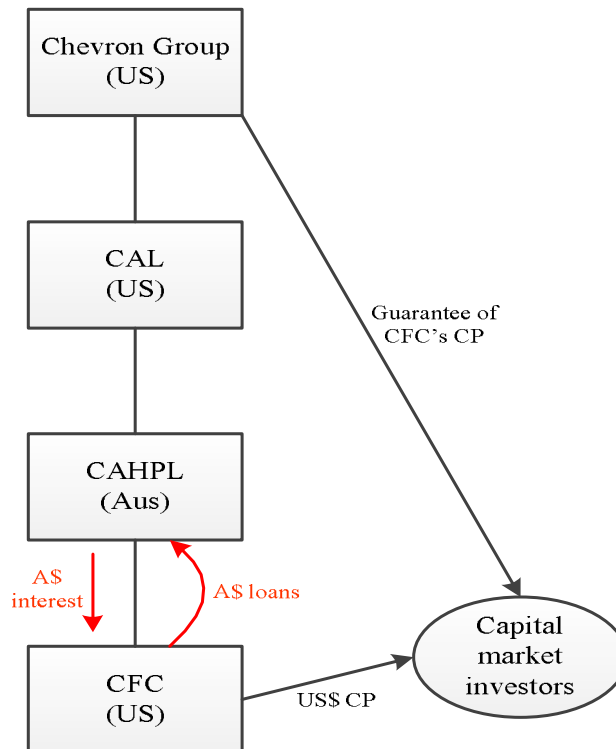 Chevron Group
(US)
CAL
(US)
Guarantee of
CFC's CP
CAHPL
(Aus)
A$
interest
A$ loans
CFC
(US)
US$ CP
Capital
market
investors